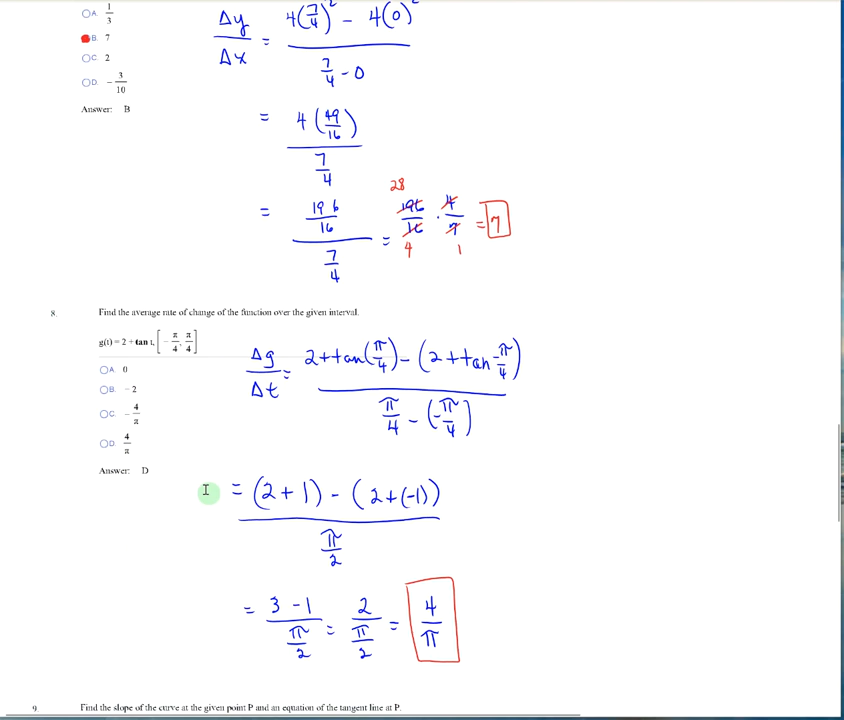 A. 1/3
B. 7
C. 2
D. - 3/10
Answer: B
Δy/Δx = (4(7/4)² - 4(0)²)/(7/4 - 0)
= 4(49/16)/(7/4)
= (196/16)/(7/4) = 196/16 · 4/7 = 7
28
4 1
8. Find the average rate of change of the function over the given interval.
g(t) = 2 + tan t, [-π/4, π/4]
A. 0
B. - 2
C. - 4/π
D. 4/π
Answer: D
Δg/Δt = (2+tan(π/4) - (2+tan -π/4))/(π/4 - (-π/4))
= ((2+1) - (2+(-1)))/(π/2)
= (3-1)/(π/2) = 2/(π/2) = 4/π
9. Find the slope of the curve at the given point P and an equation of the tangent line at P.